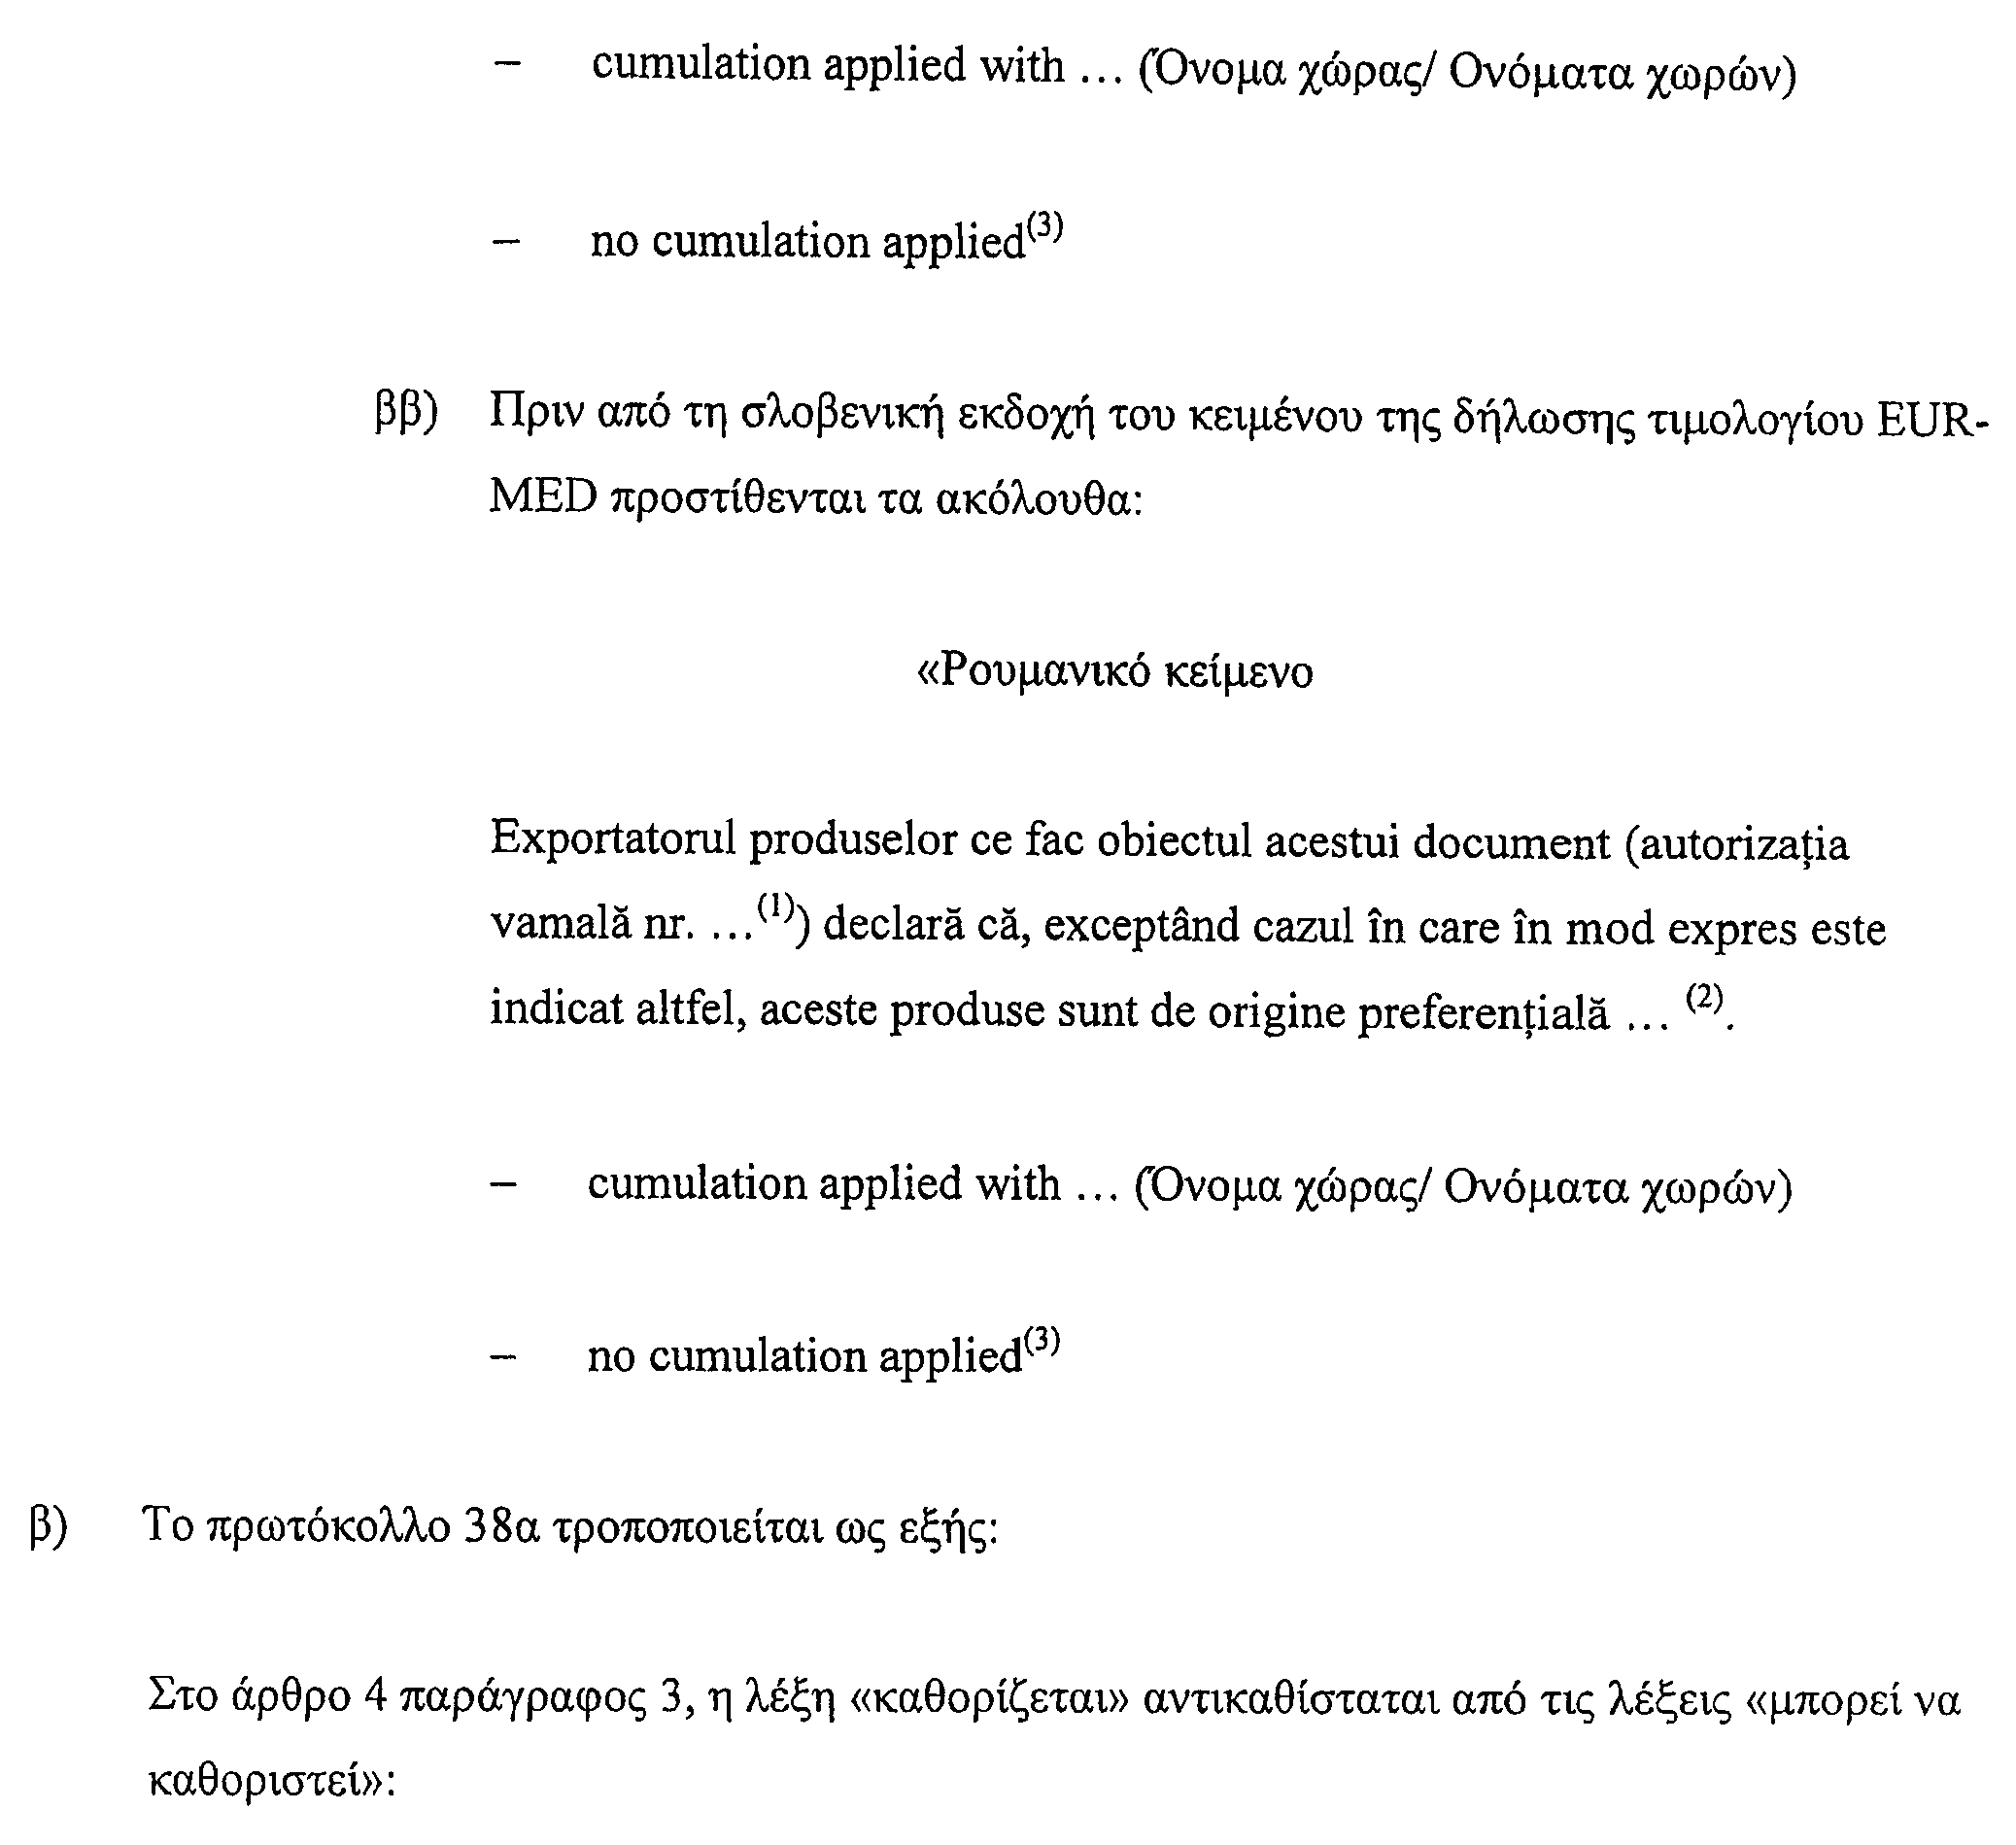 – cumulation applied with ... (Όνομα χώρας/ Ονόματα χωρών)
– no cumulation applied(3)
ββ) Πριν από τη σλοβενική εκδοχή του κειμένου της δήλωσης τιμολογίου EUR-
MED προστίθενται τα ακόλουθα:
«Ρουμανικό κείμενο
Exportatorul produselor ce fac obiectul acestui document (autorizaţia
vamală nr. ...(1)) declară că, exceptând cazul în care în mod expres este
indicat altfel, aceste produse sunt de origine preferenţială ... (2).
– cumulation applied with ... (Όνομα χώρας/ Ονόματα χωρών)
– no cumulation applied(3)
β) Το πρωτόκολλο 38α τροποποιείται ως εξής:
Στο άρθρο 4 παράγραφος 3, η λέξη «καθορίζεται» αντικαθίσταται από τις λέξεις «μπορεί να
καθοριστεί»: